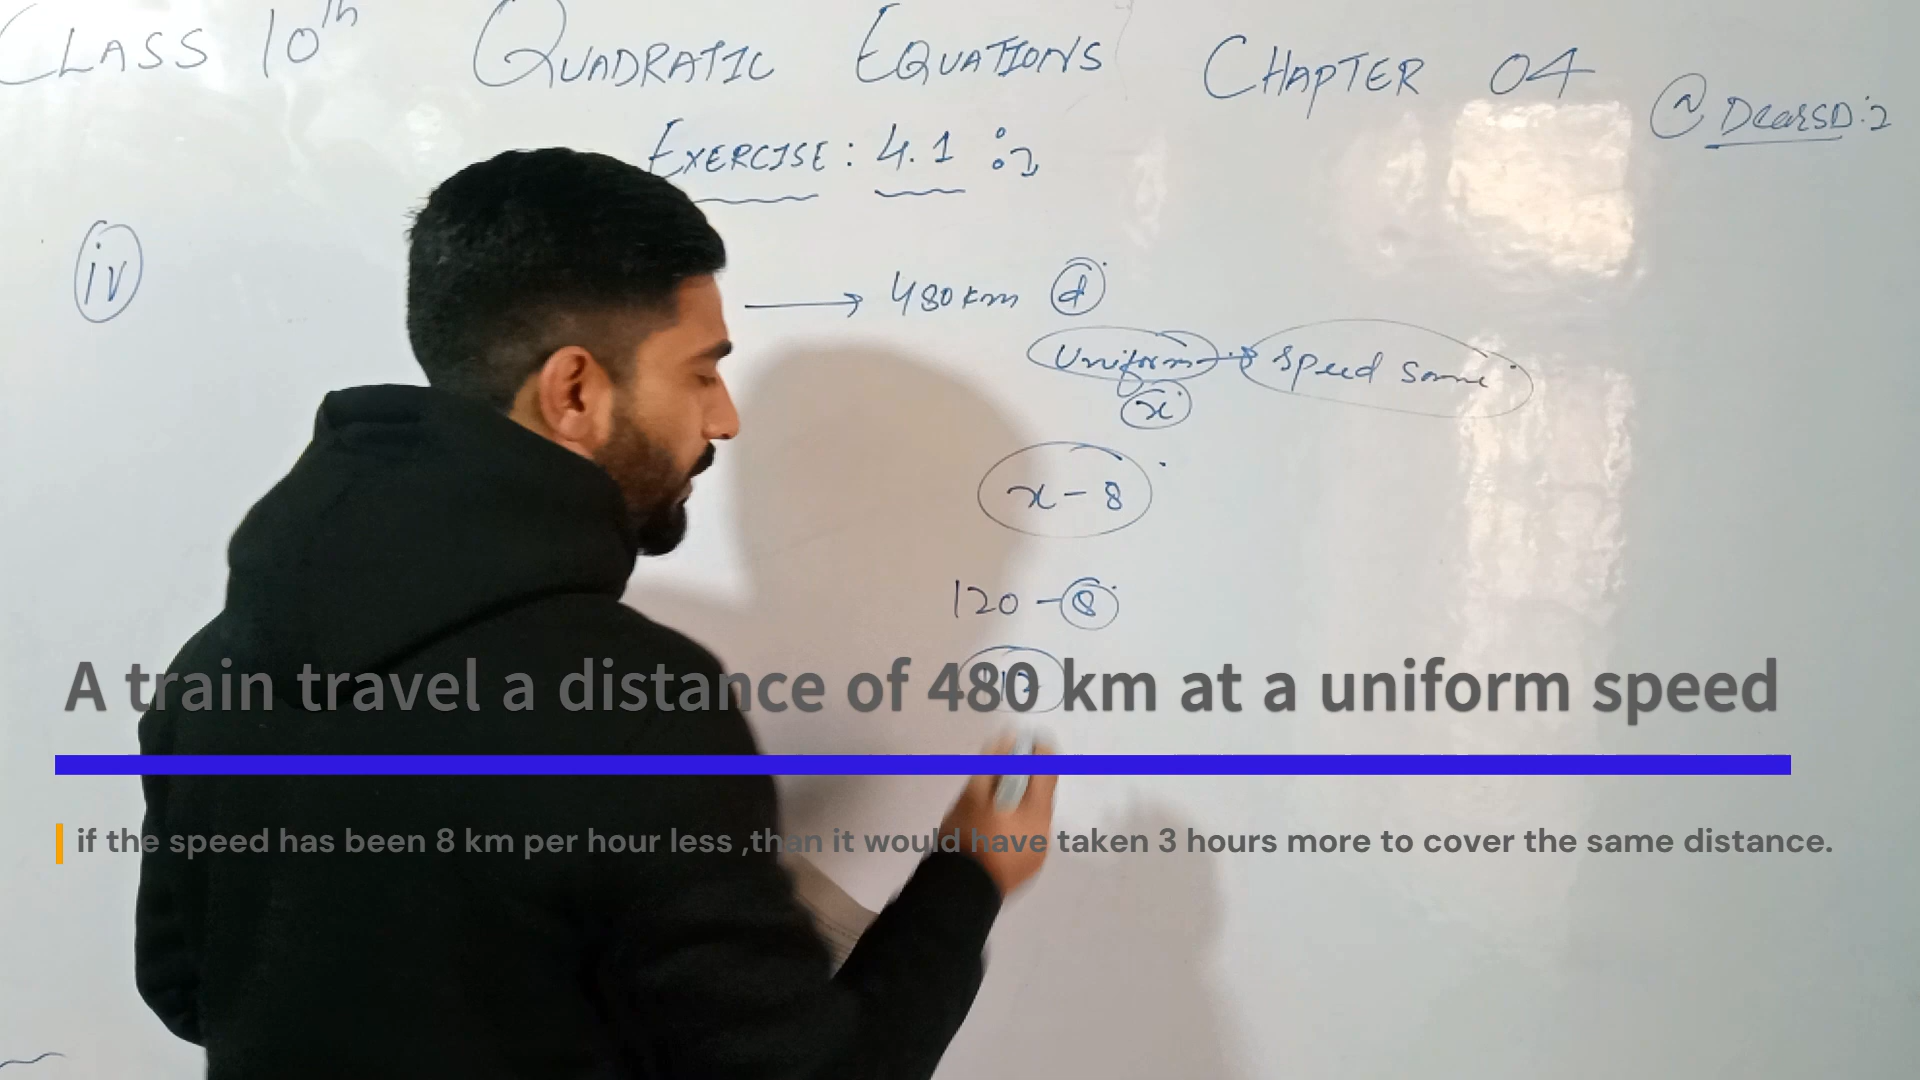 CLASS 10th QUADRATIC EQUATIONS CHAPTER 04
@DearSD:2
EXERCISE: 4.1 :2
iv
→ 480 km d
Uniform → Speed same
x
x - 8
120 - 8
A train travel a distance of 480 km at a uniform speed
if the speed has been 8 km per hour less ,than it would have taken 3 hours more to cover the same distance.